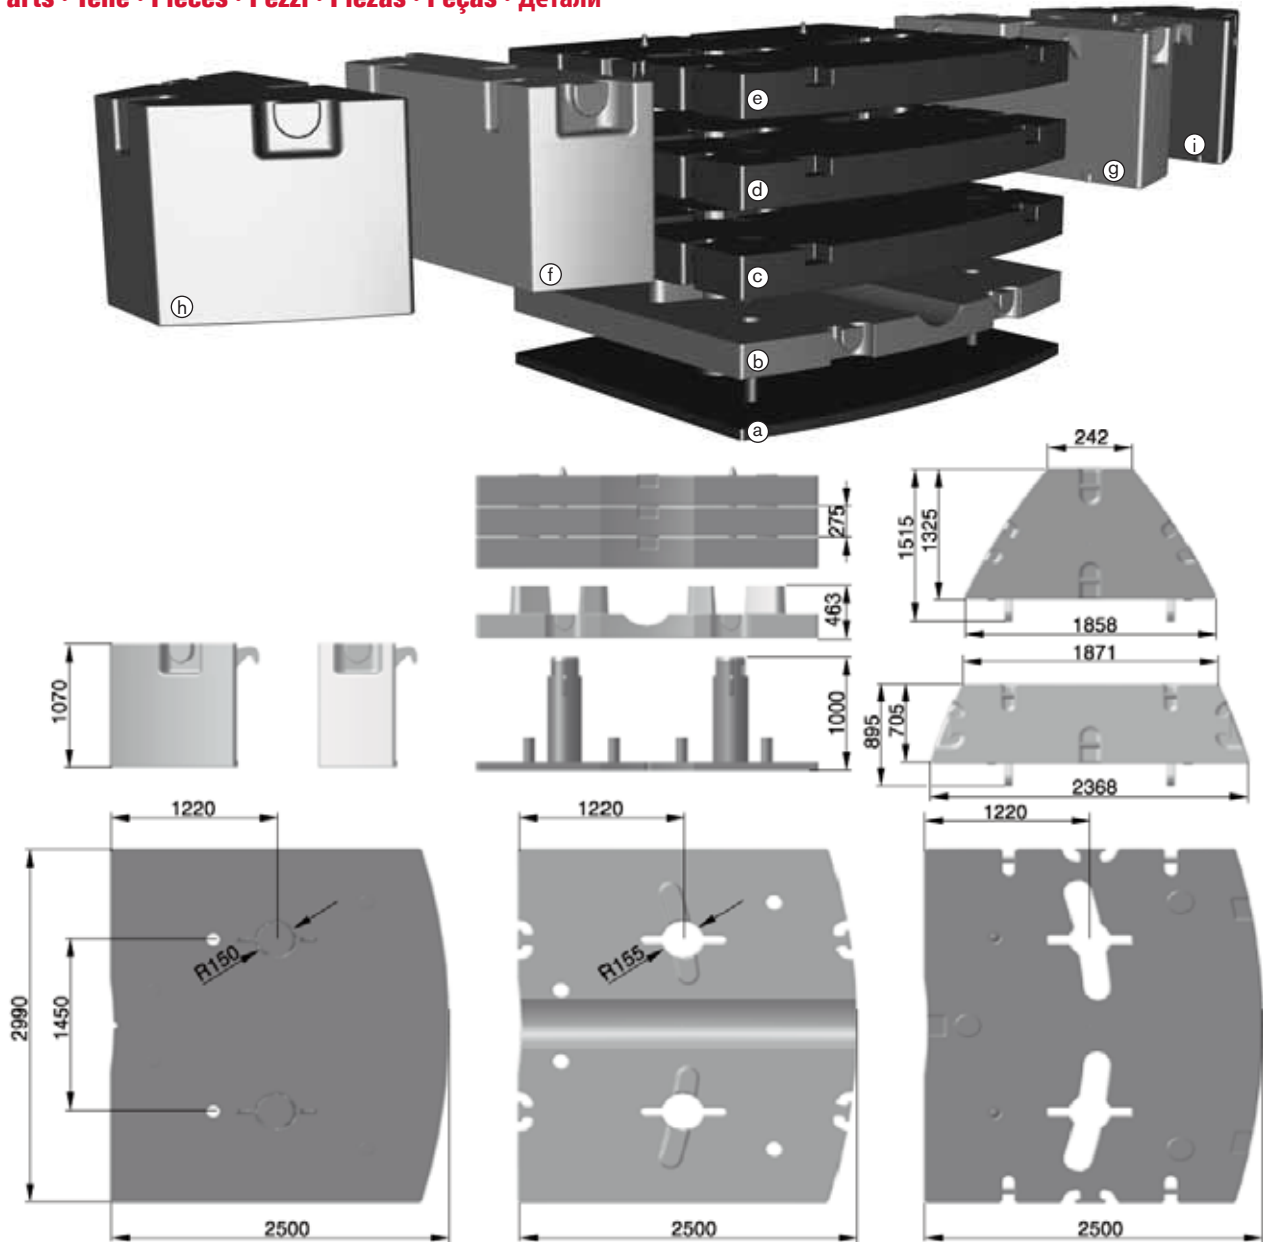 arts · Teile · Pièces · Pezzi · Piezas · Peças · Детали
e
i
g
d
f
c
h
b
a
242
275
1515
1325
463
1858
1871
1070
1000
895
705
2368
1220
1220
1220
R150
R155
2990
1450
2500
2500
2500